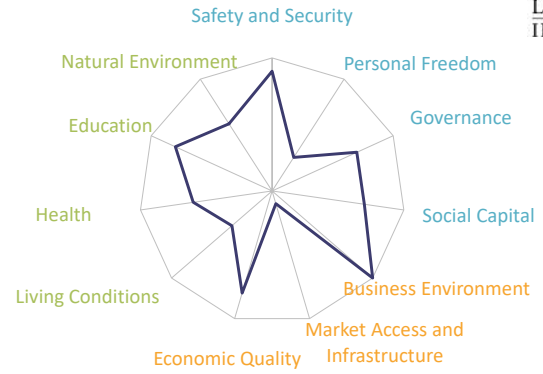 Safety and Security
Natural Environment
Personal Freedom
Education
Governance
Health
Social Capital
Business Environment
Living Conditions
Market Access and
Infrastructure
Economic Quality